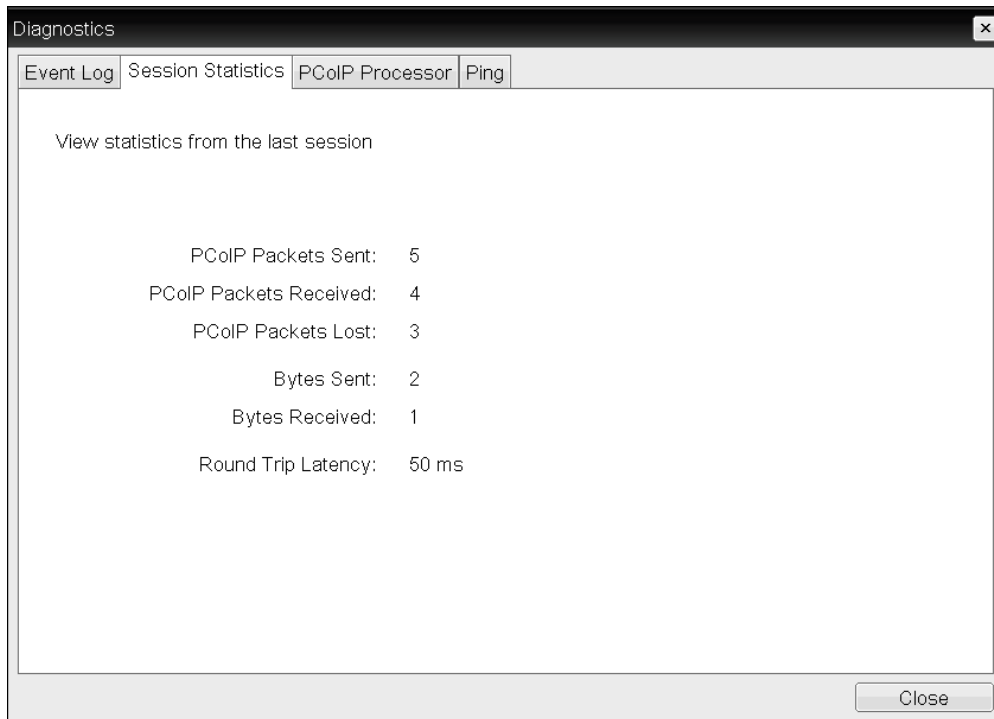 Diagnostics
Event Log Session Statistics PCoIP Processor Ping
View statistics from the last session
PCoIP Packets Sent: 5
PCoIP Packets Received: 4
PCoIP Packets Lost: 3
Bytes Sent: 2
Bytes Received: 1
Round Trip Latency: 50 ms
Close